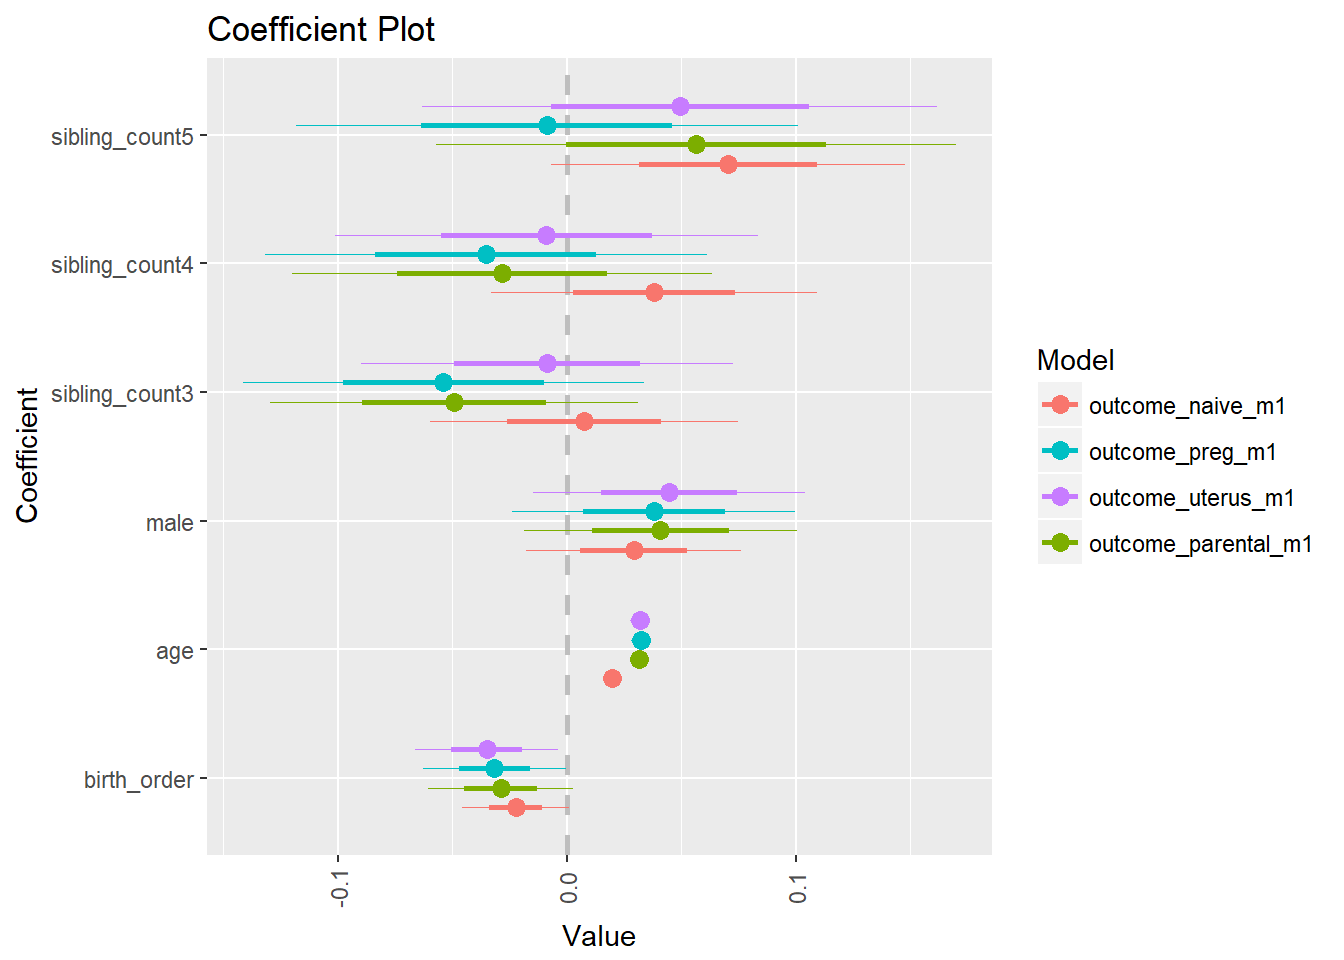 Coefficient Plot
Coefficient
sibling_count5
sibling_count4
sibling_count3
male
age
birth_order
-0.1
0.0
0.1
Value
Model
outcome_naive_m1
outcome_preg_m1
outcome_uterus_m1
outcome_parental_m1